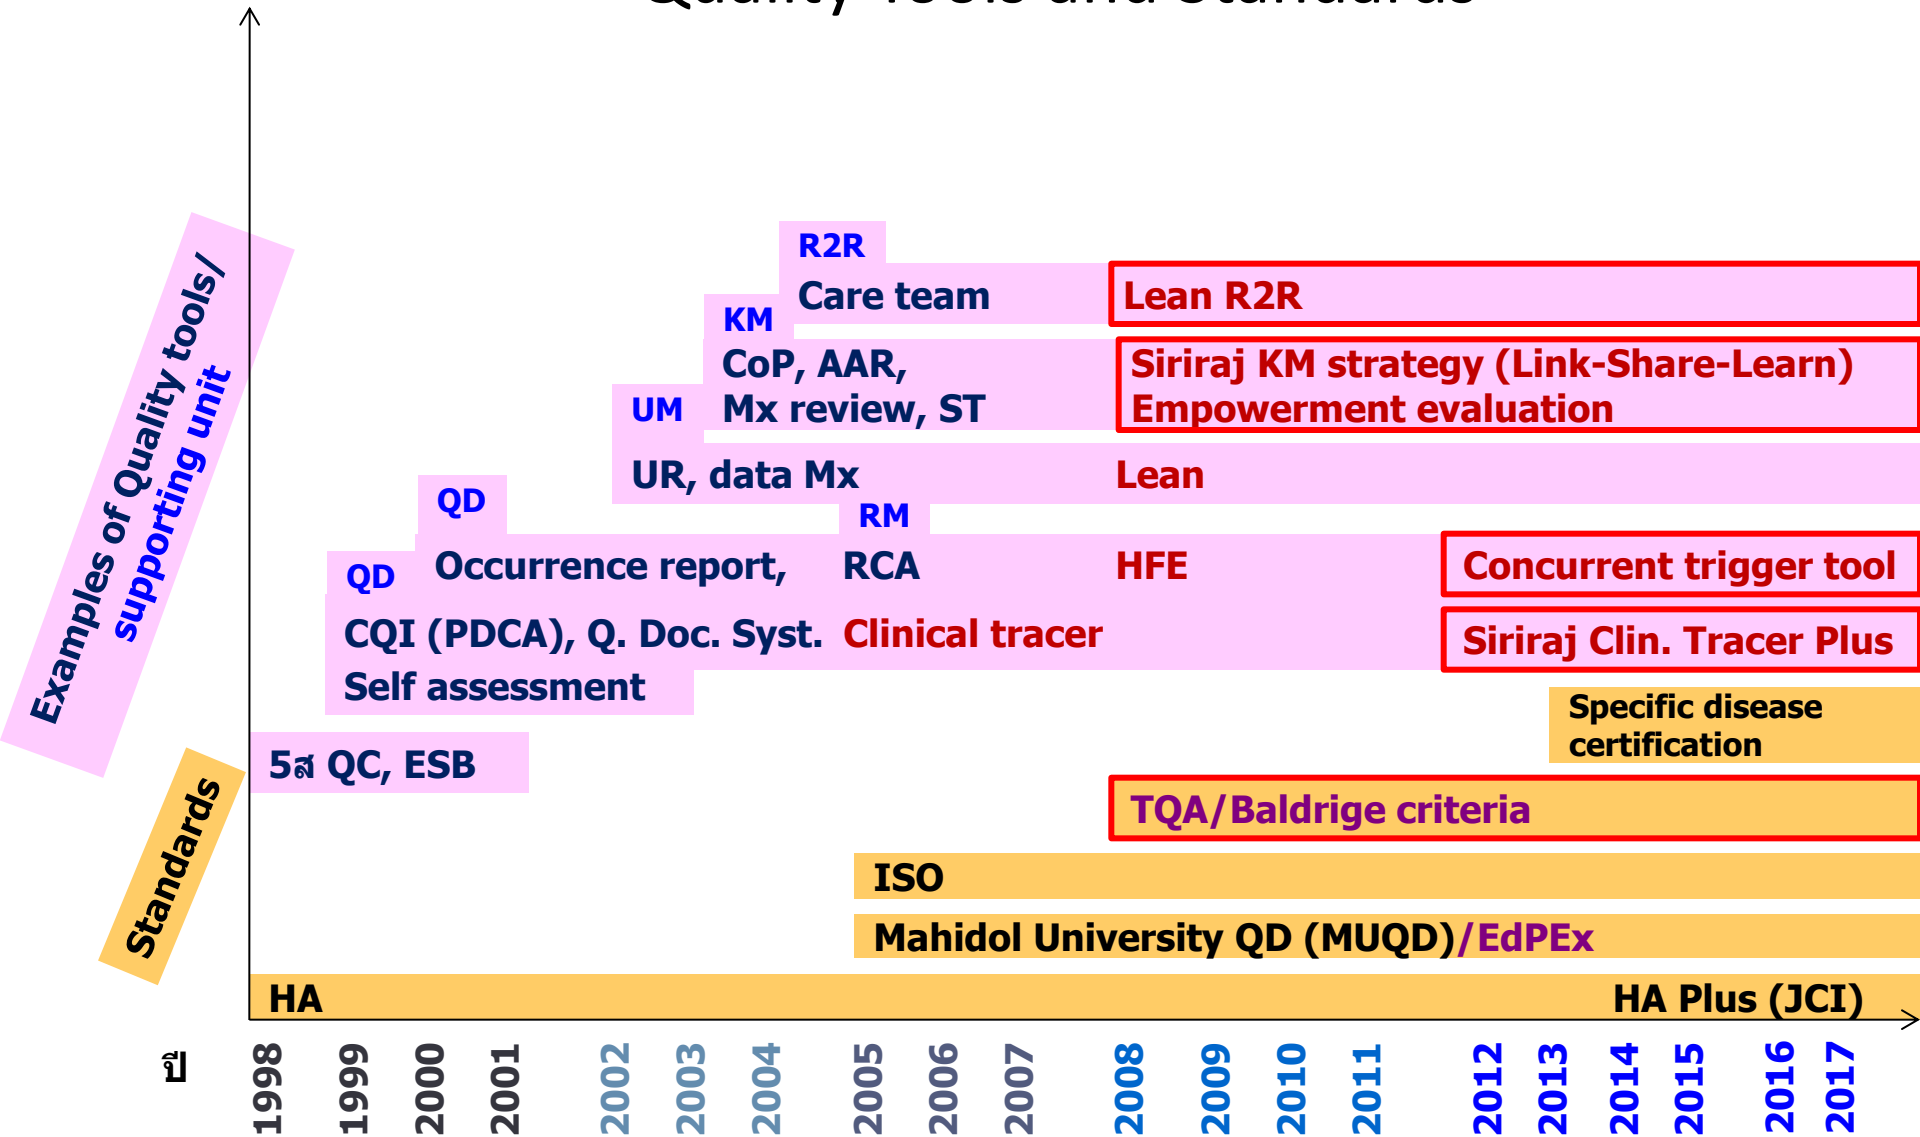 Quality Tools and Standards
Examples of Quality tools/
supporting unit
R2R
Care team
Lean R2R
KM
CoP, AAR,
Mx review, ST
Siriraj KM strategy (Link-Share-Learn)
Empowerment evaluation
UM
UR, data Mx
Lean
QD
RM
Occurrence report,
RCA
HFE
Concurrent trigger tool
QD
CQI (PDCA), Q. Doc. Syst.
Clinical tracer
Siriraj Clin. Tracer Plus
Self assessment
Specific disease
certification
5ส QC, ESB
Standards
TQA/Baldrige criteria
ISO
Mahidol University QD (MUQD)/EdPEx
HA
HA Plus (JCI)
ปี
1998
1999
2000
2001
2002
2003
2004
2005
2006
2007
2008
2009
2010
2011
2012
2013
2014
2015
2016
2017